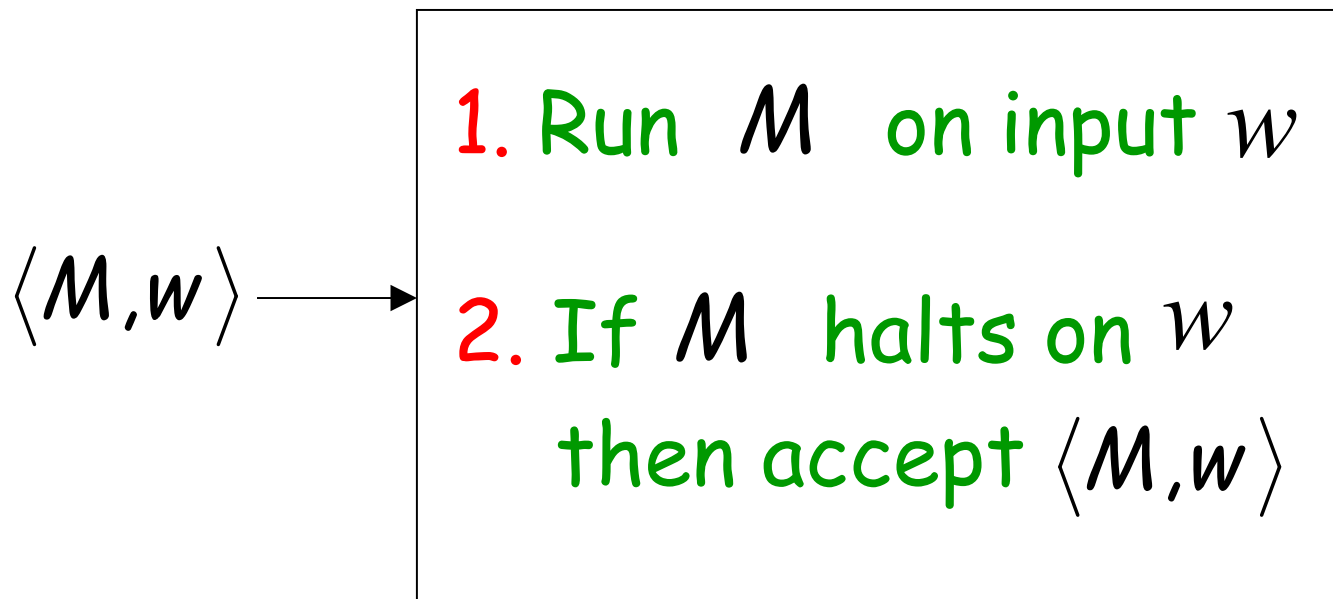 1. Run M on input w
⟨M,w⟩
2. If M halts on w
then accept ⟨M,w⟩